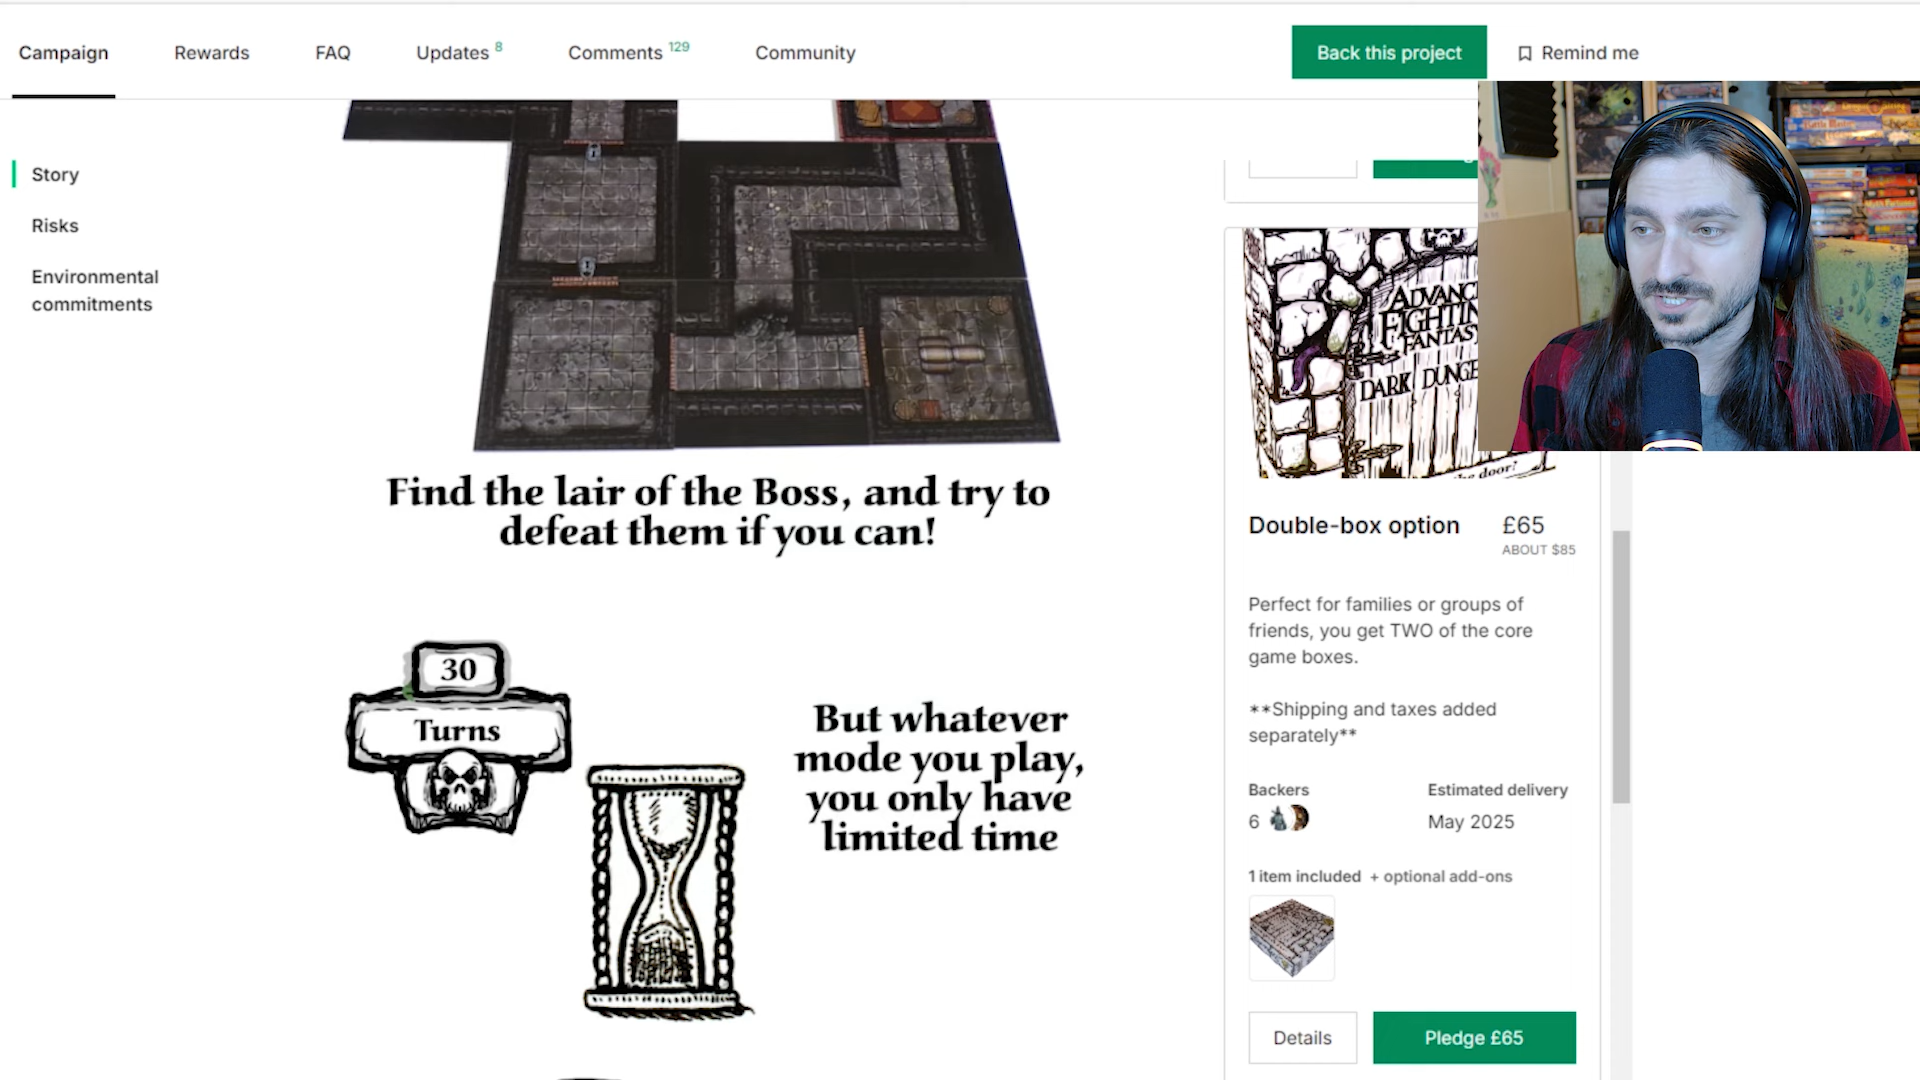 Campaign
Rewards
FAQ
Updates 8
Comments 129
Community
Back this project
Remind me
Story
Risks
Environmental
commitments
Find the lair of the Boss, and try to
defeat them if you can!
30
Turns
But whatever
mode you play,
you only have
limited time
DARK
the door!
Double-box option
£65
ABOUT $85
Perfect for families or groups of
friends, you get TWO of the core
game boxes.
**Shipping and taxes added
separately**
Backers
6
Estimated delivery
May 2025
1 item included + optional add-ons
Details
Pledge £65